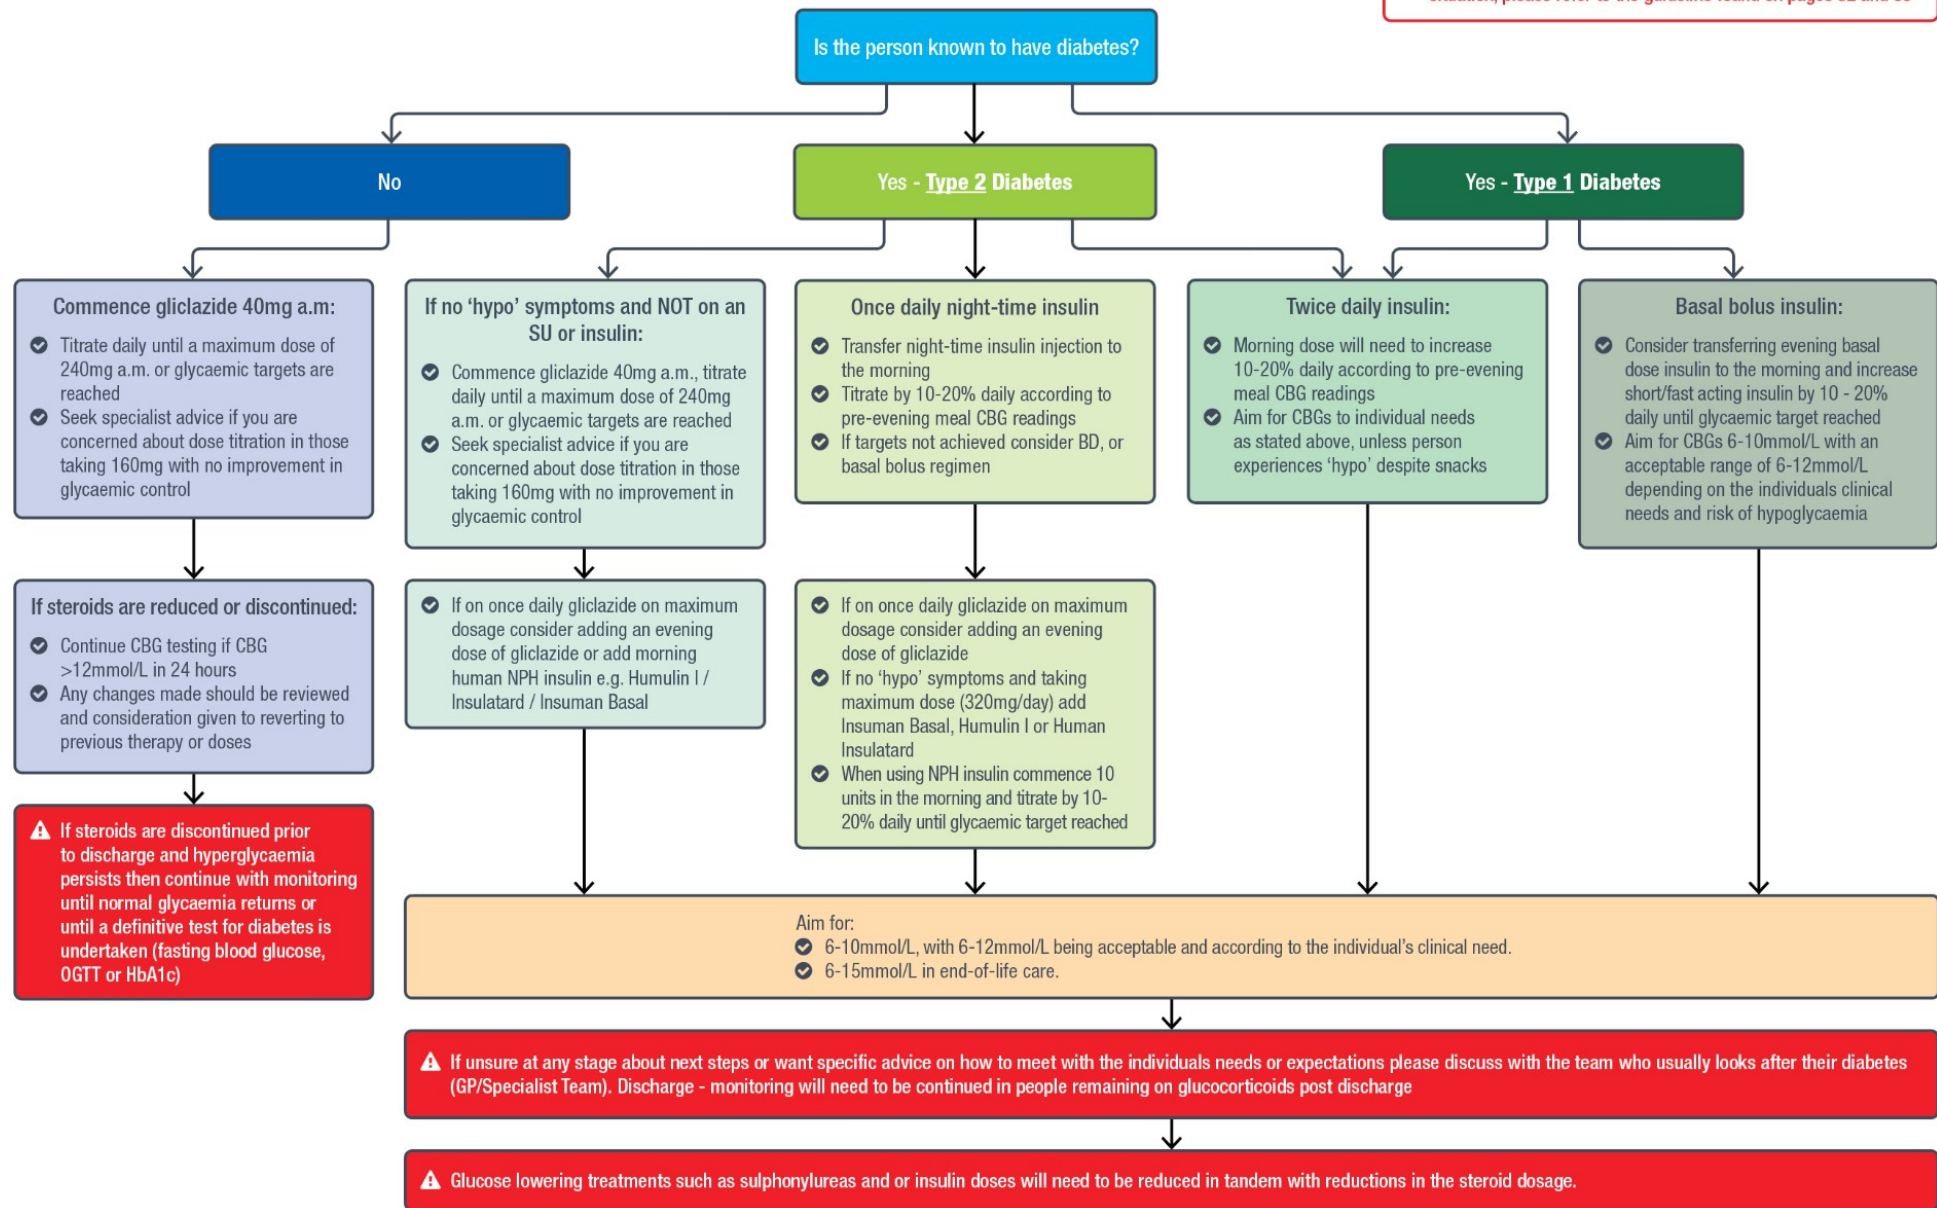 Is the person known to have diabetes?
No
Yes - Type 2 Diabetes
Yes - Type 1 Diabetes
Commence gliclazide 40mg a.m:
Titrate daily until a maximum dose of
240mg a.m. or glycaemic targets are
reached
Seek specialist advice if you are
concerned about dose titration in those
taking 160mg with no improvement in
glycaemic control
If no ‘hypo’ symptoms and NOT on an
SU or insulin:
Commence gliclazide 40mg a.m., titrate
daily until a maximum dose of 240mg
a.m. or glycaemic targets are reached
Seek specialist advice if you are
concerned about dose titration in those
taking 160mg with no improvement in
glycaemic control
Once daily night-time insulin
Transfer night-time insulin injection to
the morning
Titrate by 10-20% daily according to
pre-evening meal CBG readings
If targets not achieved consider BD, or
basal bolus regimen
Twice daily insulin:
Morning dose will need to increase
10-20% daily according to pre-evening
meal CBG readings
Aim for CBGs to individual needs
as stated above, unless person
experiences ‘hypo’ despite snacks
Basal bolus insulin:
Consider transferring evening basal
dose insulin to the morning and increase
short/fast acting insulin by 10 - 20%
daily until glycaemic target reached
Aim for CBGs 6-10mmol/L with an
acceptable range of 6-12mmol/L
depending on the individuals clinical
needs and risk of hypoglycaemia
If steroids are reduced or discontinued:
Continue CBG testing if CBG
>12mmol/L in 24 hours
Any changes made should be reviewed
and consideration given to reverting to
previous therapy or doses
If on once daily gliclazide on maximum
dosage consider adding an evening
dose of gliclazide or add morning
human NPH insulin e.g. Humulin I /
Insulatard / Insuman Basal
If on once daily gliclazide on maximum
dosage consider adding an evening
dose of gliclazide
If no ‘hypo’ symptoms and taking
maximum dose (320mg/day) add
Insuman Basal, Humulin I or Human
Insulatard
When using NPH insulin commence 10
units in the morning and titrate by 10-
20% daily until glycaemic target reached
If steroids are discontinued prior
to discharge and hyperglycaemia
persists then continue with monitoring
until normal glycaemia returns or
until a definitive test for diabetes is
undertaken (fasting blood glucose,
OGTT or HbA1c)
Aim for:
6-10mmol/L, with 6-12mmol/L being acceptable and according to the individual’s clinical need.
6-15mmol/L in end-of-life care.
If unsure at any stage about next steps or want specific advice on how to meet with the individuals needs or expectations please discuss with the team who usually looks after their diabetes
(GP/Specialist Team). Discharge - monitoring will need to be continued in people remaining on glucocorticoids post discharge
Glucose lowering treatments such as sulphonylureas and or insulin doses will need to be reduced in tandem with reductions in the steroid dosage.